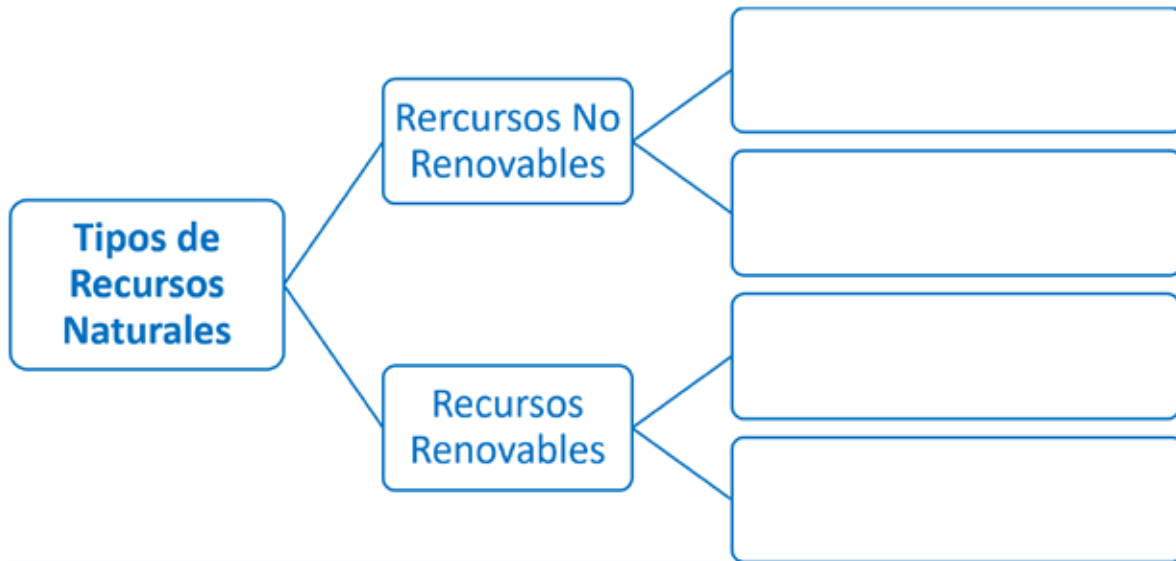 Rercursos No
Renovables
Tipos de
Recursos
Naturales
Recursos
Renovables